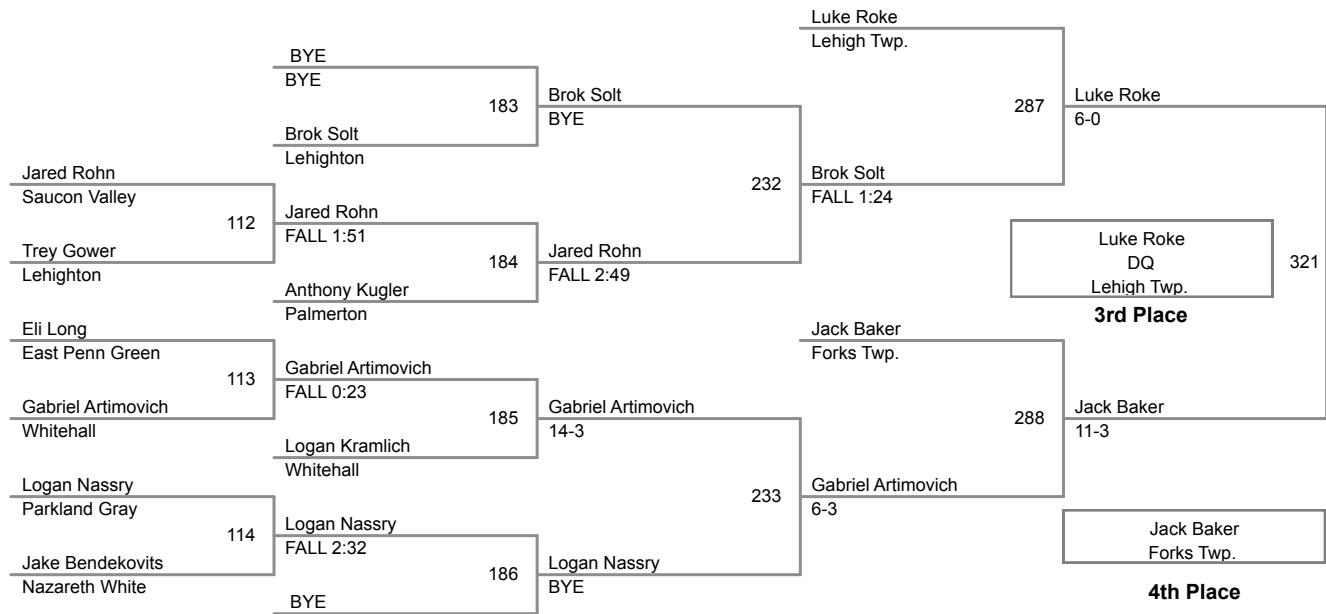 Luke Roke
Lehigh Twp.
BYE
BYE
183
Brok Solt
BYE
287
Luke Roke
6-0
Brok Solt
Lehighton
Jared Rohn
Saucon Valley
232
Brok Solt
FALL 1:24
112
Jared Rohn
FALL 1:51
Trey Gower
Lehighton
184
Jared Rohn
FALL 2:49
Luke Roke
DQ
Lehigh Twp.
321
3rd Place
Anthony Kugler
Palmerton
Eli Long
East Penn Green
Jack Baker
Forks Twp.
113
Gabriel Artimovich
FALL 0:23
Gabriel Artimovich
Whitehall
185
Gabriel Artimovich
14-3
288
Jack Baker
11-3
Logan Kramlich
Whitehall
Logan Nassry
Parkland Gray
233
Gabriel Artimovich
6-3
114
Logan Nassry
FALL 2:32
Jack Baker
Forks Twp.
Jake Bendekovits
Nazareth White
186
Logan Nassry
BYE
4th Place
BYE